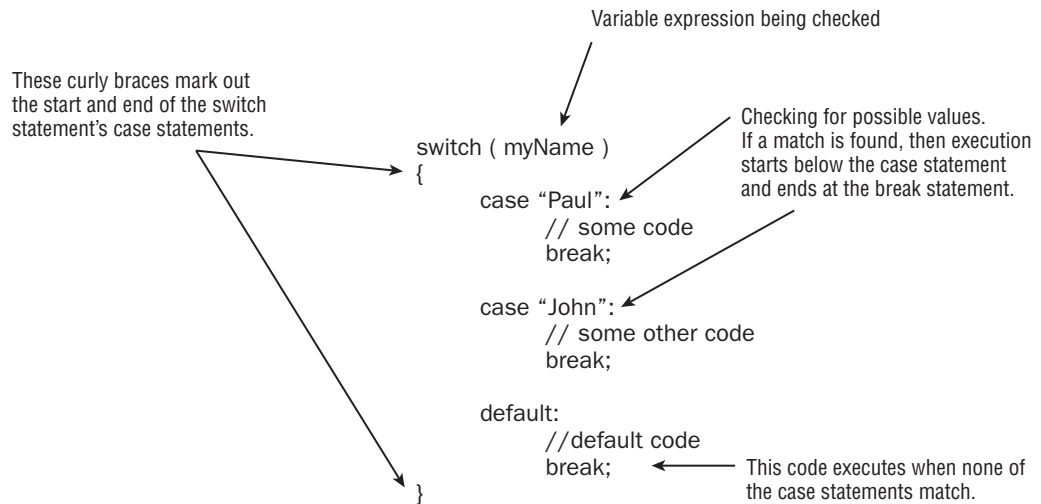 Variable expression being checked
These curly braces mark out
the start and end of the switch
statement’s case statements.
Checking for possible values.
If a match is found, then execution
starts below the case statement
and ends at the break statement.
switch ( myName )
{
case “Paul”:
// some code
break;
case “John”:
// some other code
break;
default:
//default code
break;
}
This code executes when none of
the case statements match.